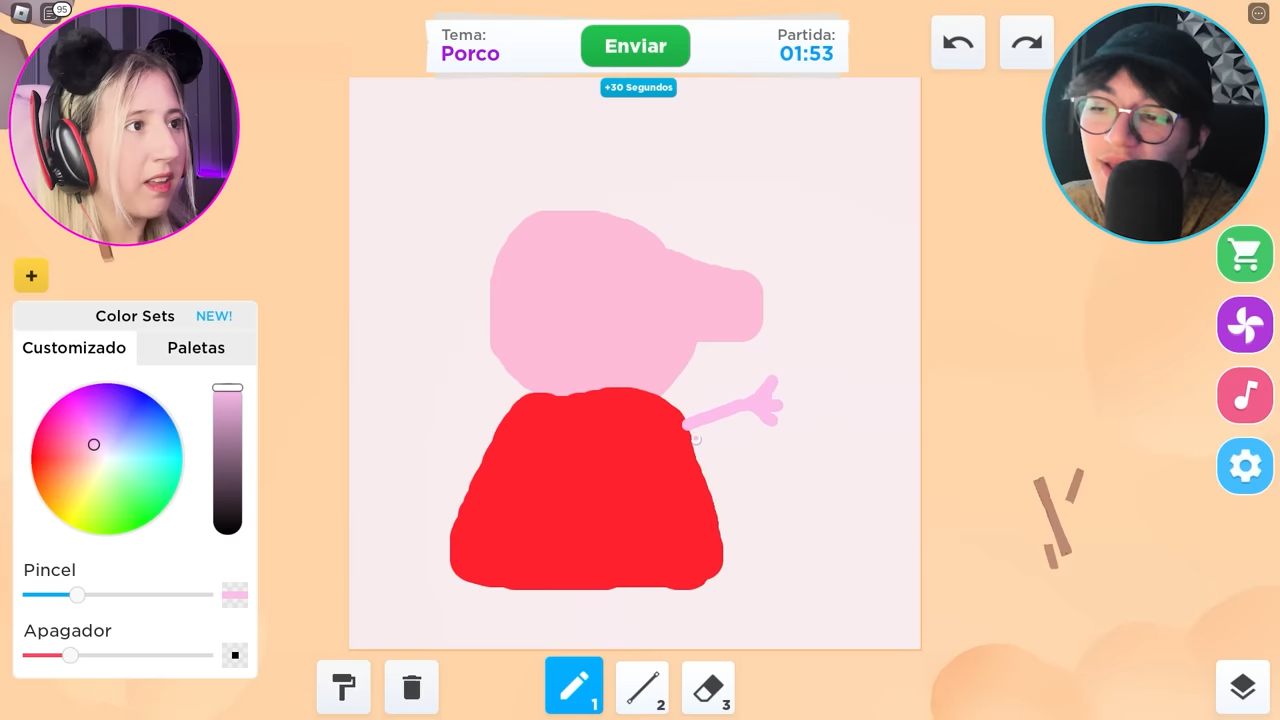 95
Tema:
Porco
Enviar
Partida:
01:53
+30 Segundos
+
Color Sets
NEW!
Customizado
Paletas
Pincel
Apagador
1
2
3